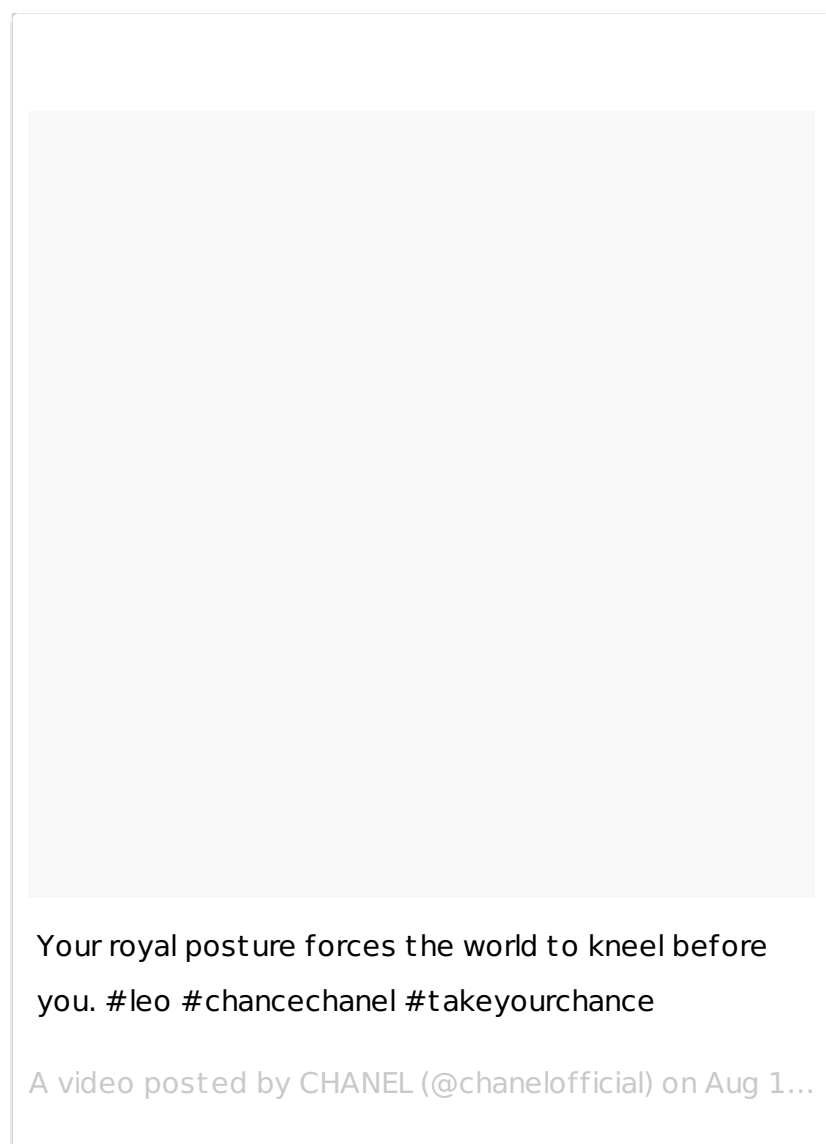 Your royal posture forces the world to kneel before
you. #leo #chancechanel #takeyourchance
A video posted by CHANEL (@chanelofficial) on Aug 1…